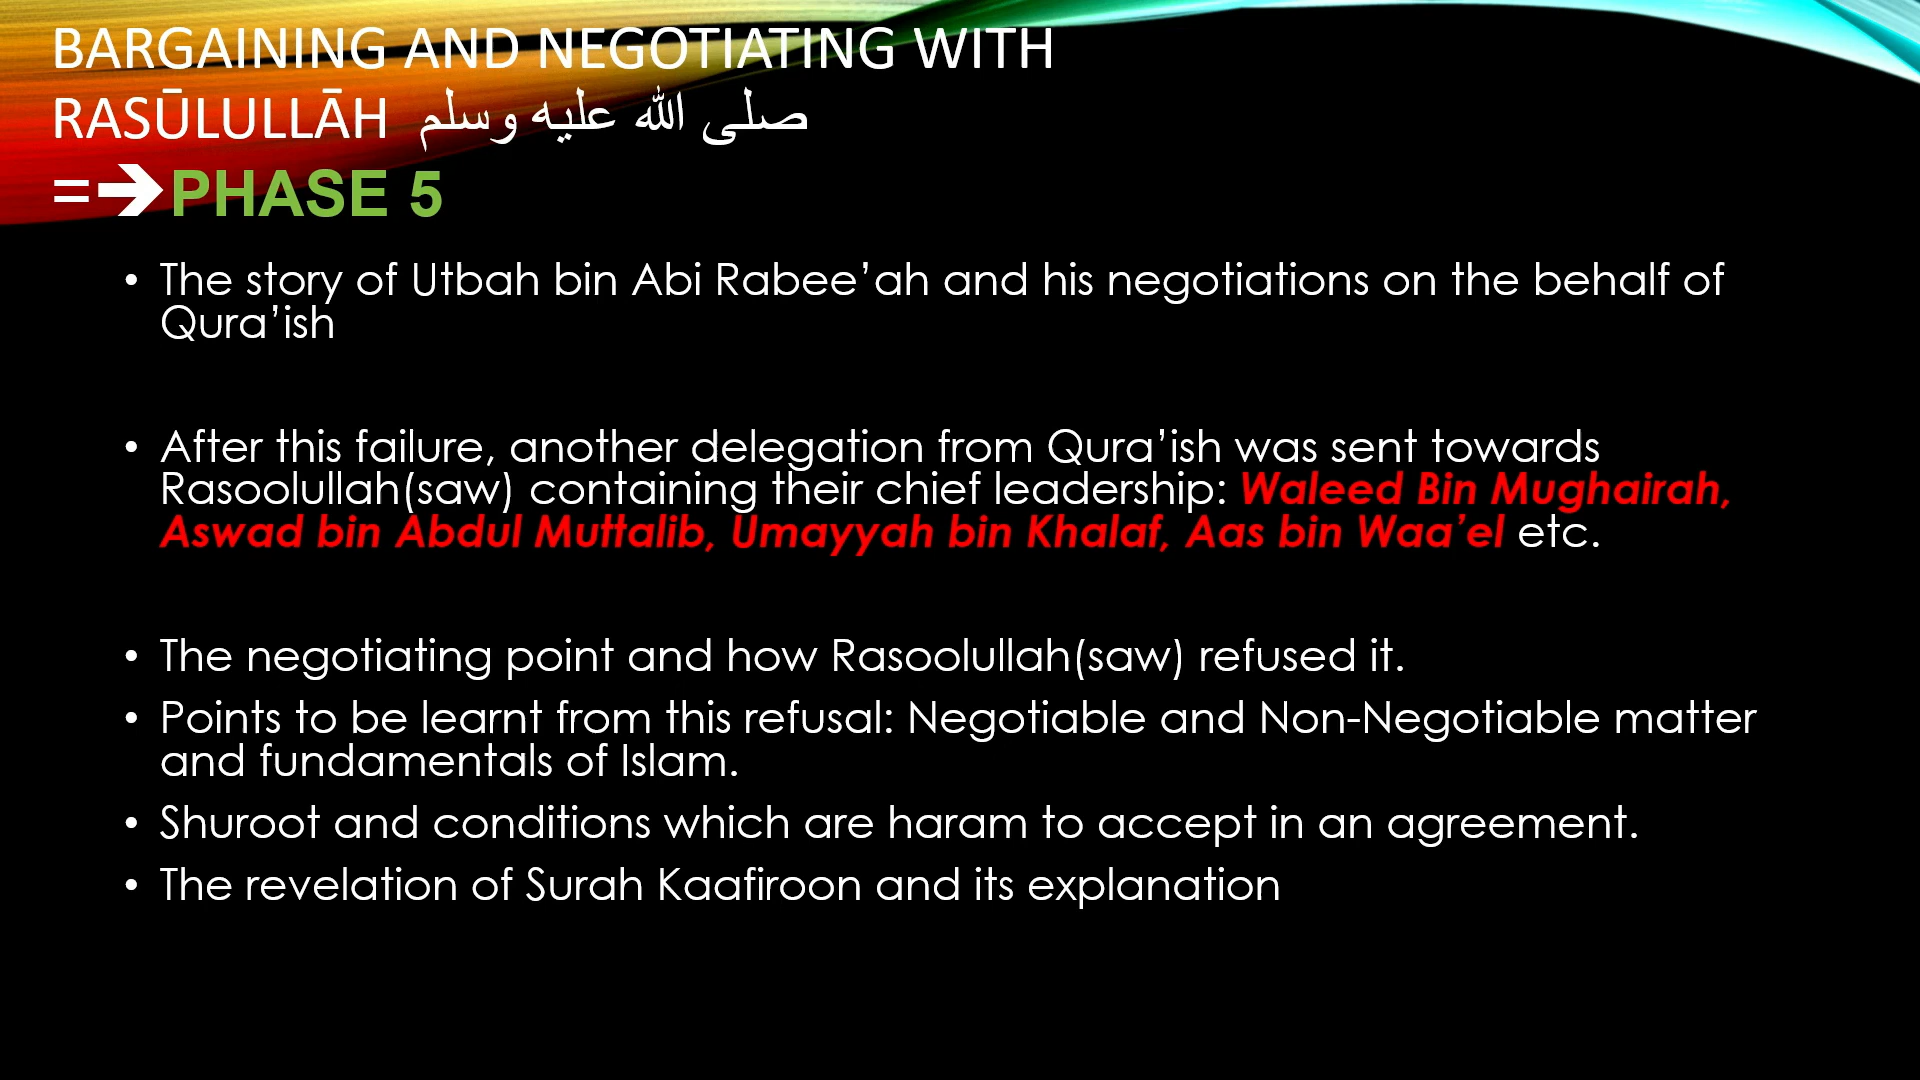 BARGAINING AND NEGOTIATING WITH
RASŪLULLĀH صلى الله عليه وسلم
=➔PHASE 5
• The story of Utbah bin Abi Rabee’ah and his negotiations on the behalf of
Qura’ish
• After this failure, another delegation from Qura’ish was sent towards
Rasoolullah(saw) containing their chief leadership: Waleed Bin Mughairah,
Aswad bin Abdul Muttalib, Umayyah bin Khalaf, Aas bin Waa’el etc.
• The negotiating point and how Rasoolullah(saw) refused it.
• Points to be learnt from this refusal: Negotiable and Non-Negotiable matter
and fundamentals of Islam.
• Shuroot and conditions which are haram to accept in an agreement.
• The revelation of Surah Kaafiroon and its explanation